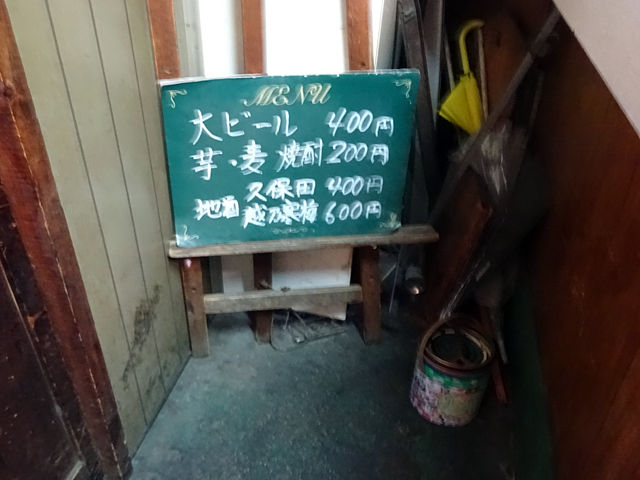 MENU
大ビール 400円
芋・麦 焼酎 200円
地酒 久保田 400円
越乃寒梅 600円